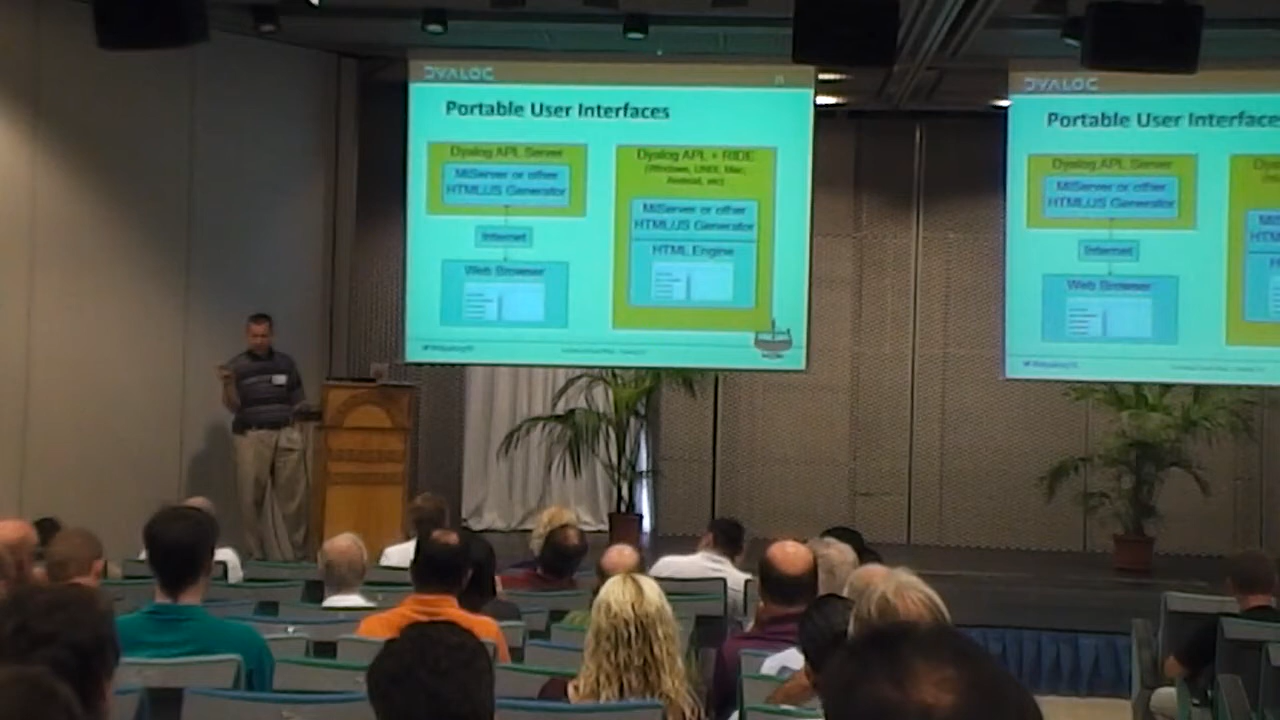 DYALOC
Portable User Interfaces
Dyalog APL Server
MiServer or other
HTML/JS Generator
Internet
Web Browser
Dyalog APL + RIDE
(Windows, UNIX, Mac,
Android, etc)
MiServer or other
HTML/JS Generator
HTML Engine
DYALOC
Portable User Interface
Dyalog APL Server
MiServer or other
HTML/JS Generator
Internet
Web Browser